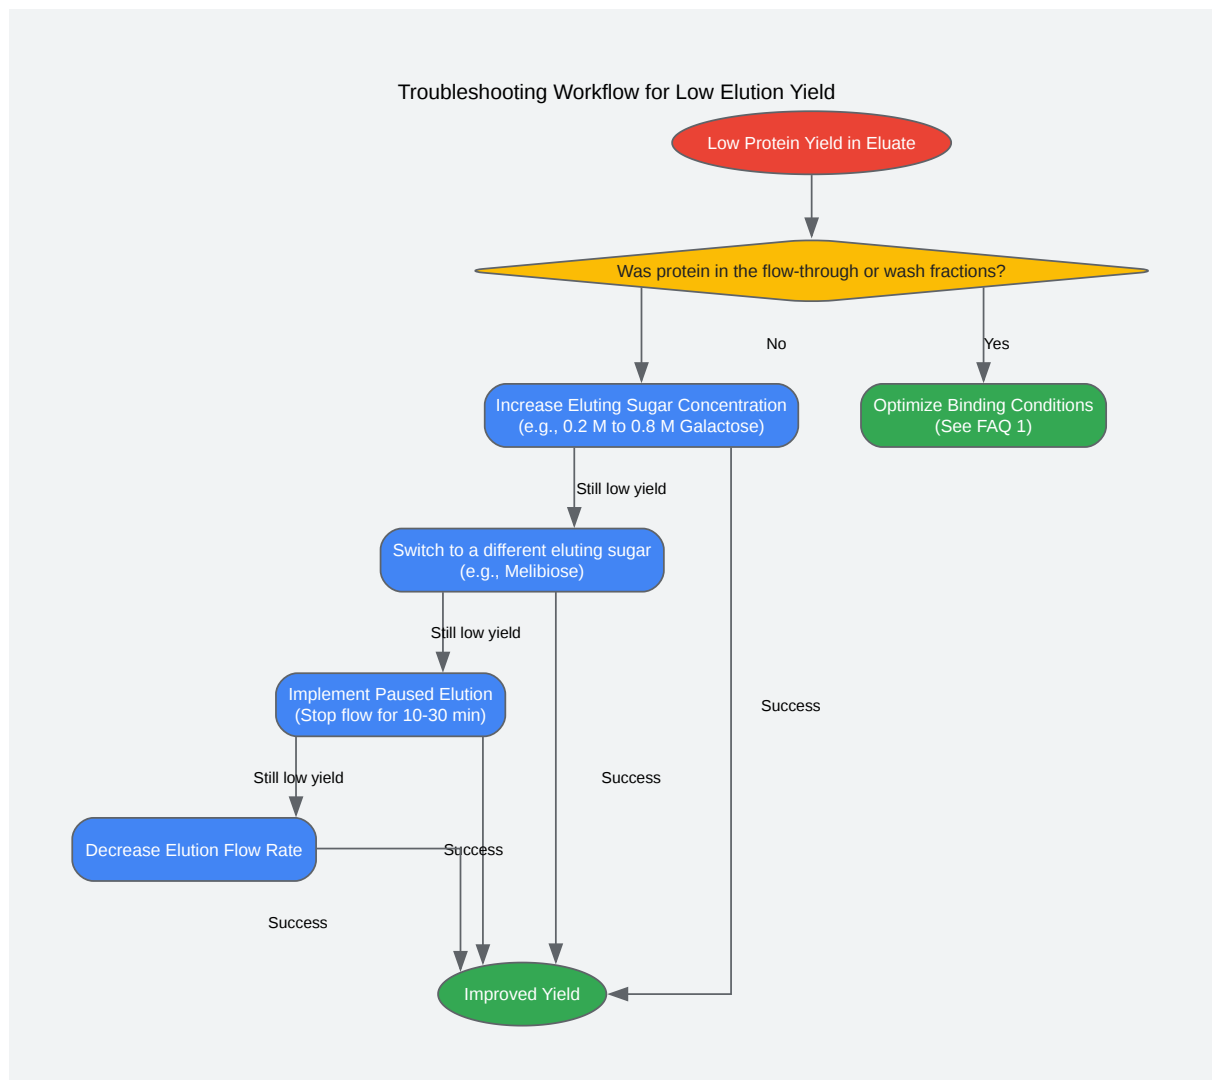 Troubleshooting Workflow for Low Elution Yield
Low Protein Yield in Eluate
Was protein in the flow-through or wash fractions?
No
Yes
Increase Eluting Sugar Concentration
(e.g., 0.2 M to 0.8 M Galactose)
Optimize Binding Conditions
(See FAQ 1)
Still low yield
Switch to a different eluting sugar
(e.g., Melibiose)
Still low yield
Implement Paused Elution
(Stop flow for 10-30 min)
Success
Still low yield
Success
Decrease Elution Flow Rate
Success
Success
Improved Yield